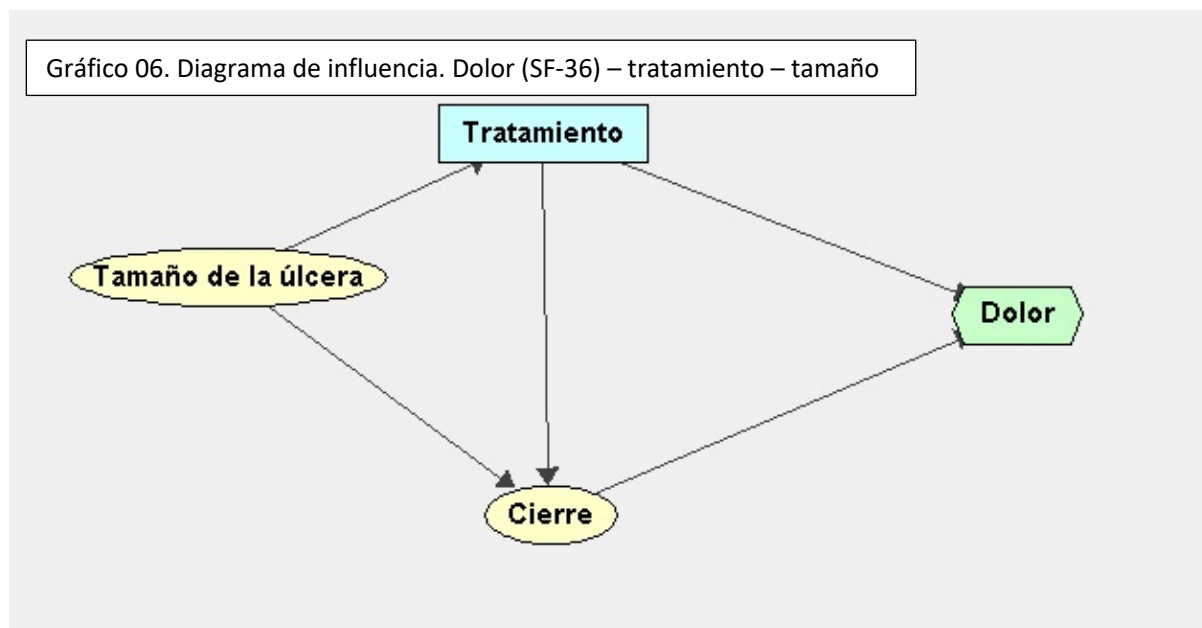 Gráfico 06. Diagrama de influencia. Dolor (SF-36) – tratamiento – tamaño
Tratamiento
Tamaño de la úlcera
Dolor
Cierre